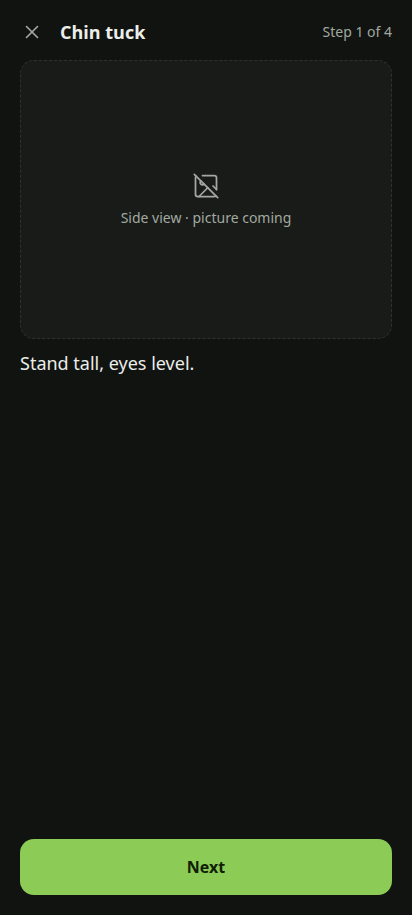 Chin tuck
Step 1 of 4
Side view · picture coming
Stand tall, eyes level.
Next